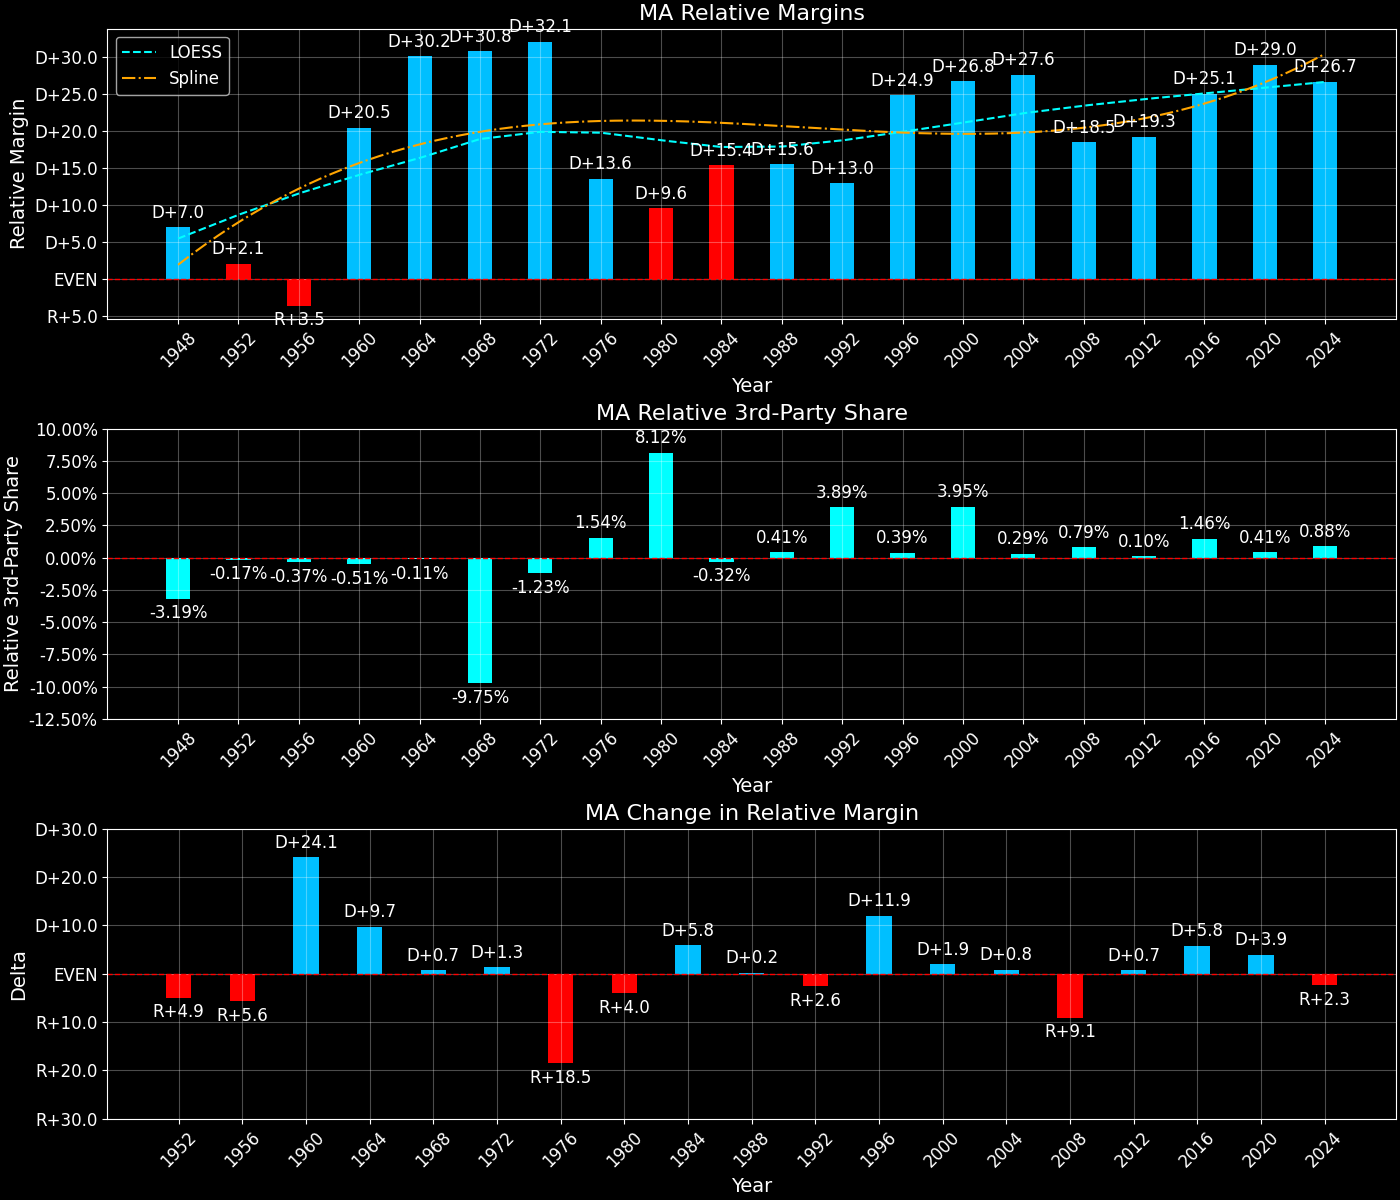 MA Relative Margins
Relative Margin
D+30.0
D+25.0
D+20.0
D+15.0
D+10.0
D+5.0
EVEN
R+5.0
LOESS
Spline
D+7.0
D+2.1
R+3.5
D+20.5
D+30.2
D+30.8
D+32.1
D+13.6
D+9.6
D+15.4
D+15.6
D+13.0
D+24.9
D+26.8
D+27.6
D+18.5
D+19.3
D+25.1
D+29.0
D+26.7
1948 1952 1956 1960 1964 1968 1972 1976 1980 1984 1988 1992 1996 2000 2004 2008 2012 2016 2020 2024
Year
MA Relative 3rd-Party Share
Relative 3rd-Party Share
10.00%
7.50%
5.00%
2.50%
0.00%
-2.50%
-5.00%
-7.50%
-10.00%
-12.50%
-3.19%
-0.17%
-0.37%
-0.51%
-0.11%
-9.75%
-1.23%
1.54%
8.12%
-0.32%
0.41%
3.89%
0.39%
3.95%
0.29%
0.79%
0.10%
1.46%
0.41%
0.88%
1948 1952 1956 1960 1964 1968 1972 1976 1980 1984 1988 1992 1996 2000 2004 2008 2012 2016 2020 2024
Year
MA Change in Relative Margin
Delta
D+30.0
D+20.0
D+10.0
EVEN
R+10.0
R+20.0
R+30.0
R+4.9
R+5.6
D+24.1
D+9.7
D+0.7
D+1.3
R+18.5
R+4.0
D+5.8
D+0.2
R+2.6
D+11.9
D+1.9
D+0.8
R+9.1
D+0.7
D+5.8
D+3.9
R+2.3
1952 1956 1960 1964 1968 1972 1976 1980 1984 1988 1992 1996 2000 2004 2008 2012 2016 2020 2024
Year